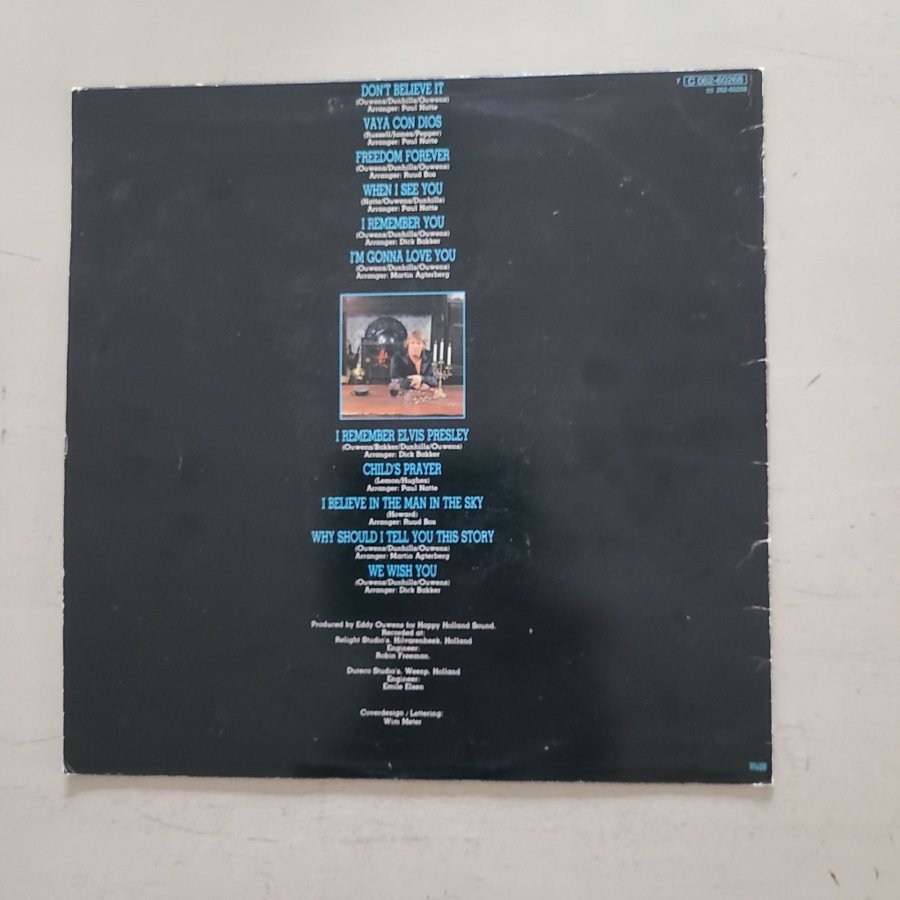 F C 062-60268
262-60268
DON'T BELIEVE IT
(Ouwens/Dunhills/Ouwens)
Arranger: Paul Natte
VAYA CON DIOS
(Russell/James/Pepper)
Arranger: Paul Natte
FREEDOM FOREVER
(Ouwens/Dunhills/Ouwens)
Arranger: Ruud Bos
WHEN I SEE YOU
(Natte/Ouwens/Dunhills)
Arranger: Paul Natte
I REMEMBER YOU
(Ouwens/Dunhills/Ouwens)
Arranger: Dick Bakker
I'M GONNA LOVE YOU
(Ouwens/Dunhills/Ouwens)
Arranger: Martin Agterberg
I REMEMBER ELVIS PRESLEY
(Ouwens/Bakker/Dunhills/Ouwens)
Arranger: Dick Bakker
CHILD'S PRAYER
(Lemon/Hughes)
Arranger: Paul Natte
I BELIEVE IN THE MAN IN THE SKY
(Howard)
Arranger: Ruud Bos
WHY SHOULD I TELL YOU THIS STORY
(Ouwens/Dunhills/Ouwens)
Arranger: Martin Agterberg
WE WISH YOU
(Ouwens/Dunhills/Ouwens)
Arranger: Dick Bakker
Produced by Eddy Ouwens for Happy Holland Sound.
Recorded at:
Relight Studio's, Hilvarenbeek, Holland
Engineer:
Robin Freeman.
Dureco Studio's, Weesp, Holland
Engineer:
Emile Elsen
Coverdesign / Lettering:
Wim Meter